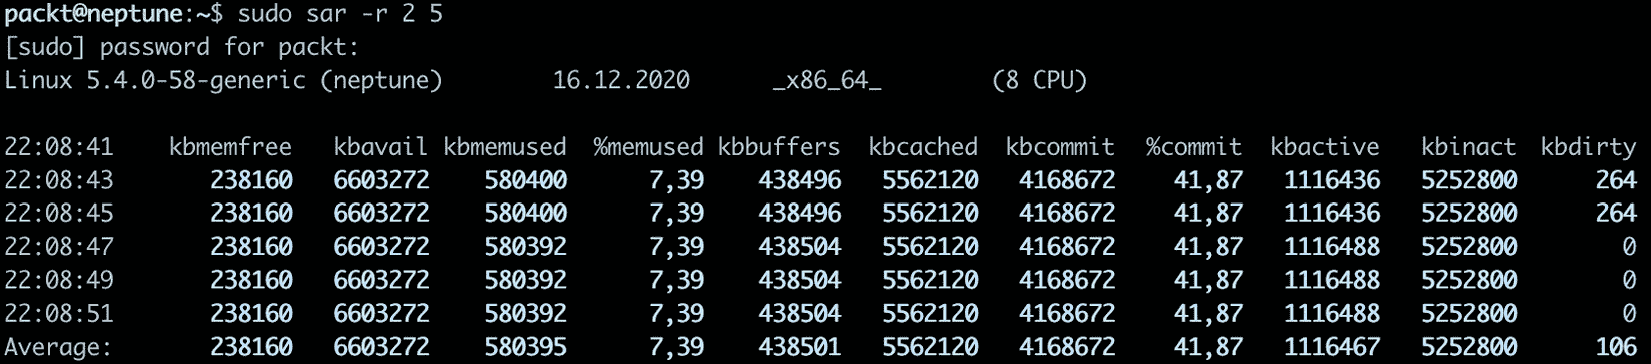 packt@neptune:~$ sudo sar -r 2 5
[sudo] password for packt:
Linux 5.4.0-58-generic (neptune) 16.12.2020 _x86_64_ (8 CPU)
22:08:41 kbmemfree kbavail kbmemused %memused kbbuffers kbcached kbcommit %commit kbactive kbinact kbdirty
22:08:43 238160 6603272 580400 7,39 438496 5562120 4168672 41,87 1116436 5252800 264
22:08:45 238160 6603272 580400 7,39 438496 5562120 4168672 41,87 1116436 5252800 264
22:08:47 238160 6603272 580392 7,39 438504 5562120 4168672 41,87 1116488 5252800 0
22:08:49 238160 6603272 580392 7,39 438504 5562120 4168672 41,87 1116488 5252800 0
22:08:51 238160 6603272 580392 7,39 438504 5562120 4168672 41,87 1116488 5252800 0
Average: 238160 6603272 580395 7,39 438501 5562120 4168672 41,87 1116467 5252800 106